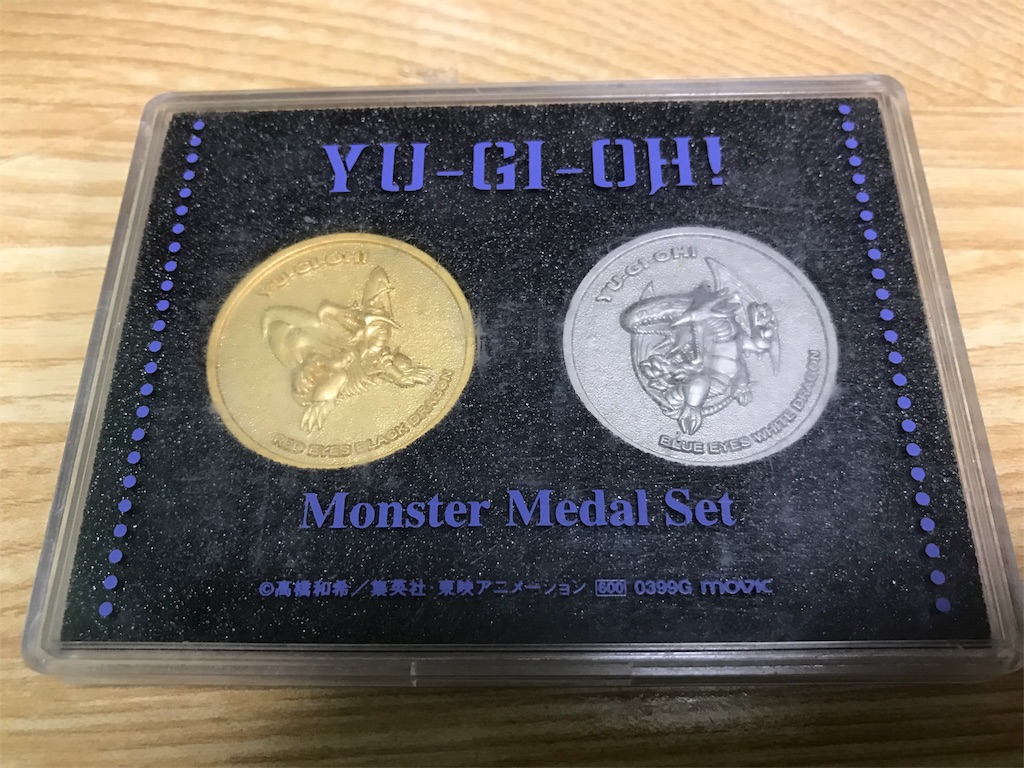 YU-GI-OH!
YU-GI-OH!
RED EYES BLACK DRAGON
YU-GI-OH!
BLUE EYES WHITE DRAGON
Monster Medal Set
©高橋和希／集英社 東映アニメーション 600 0399G movic